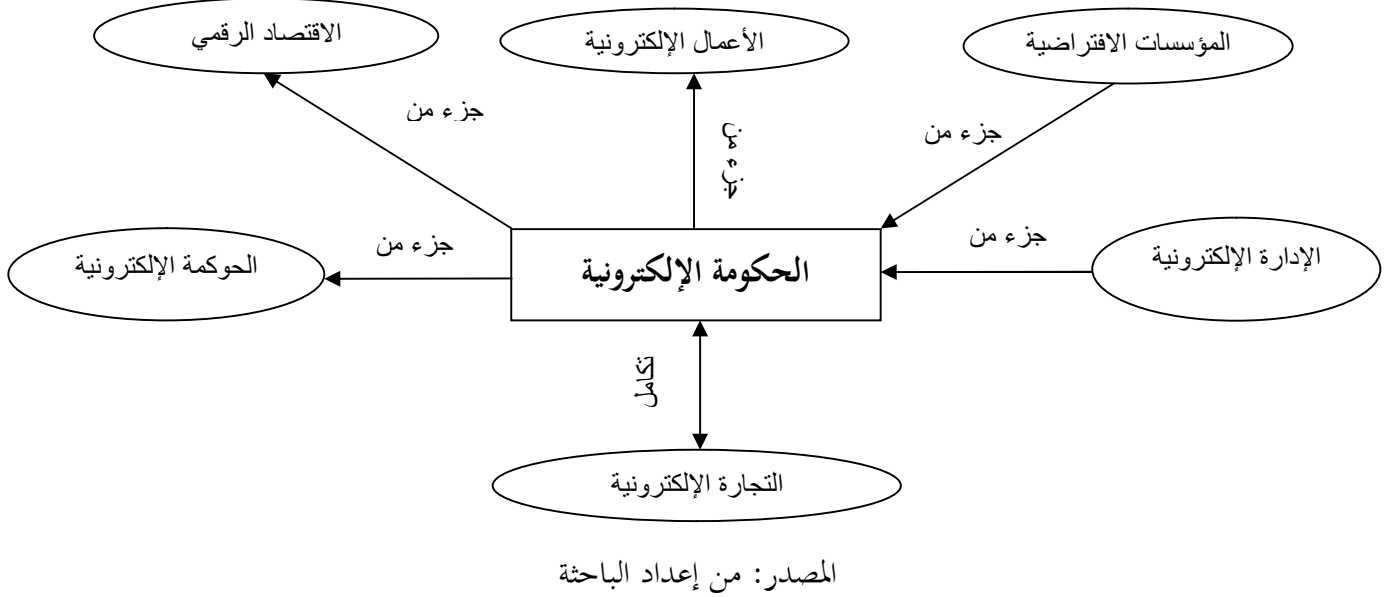 المؤسسات الافتراضية
الأعمال الإلكترونية
الاقتصاد الرقمي
جزء من
جزء من
جزء من
الإدارة الإلكترونية
جزء من
الحكومة الإلكترونية
جزء من
الحوكمة الإلكترونية
تكامل
التجارة الإلكترونية
المصدر: من إعداد الباحثة